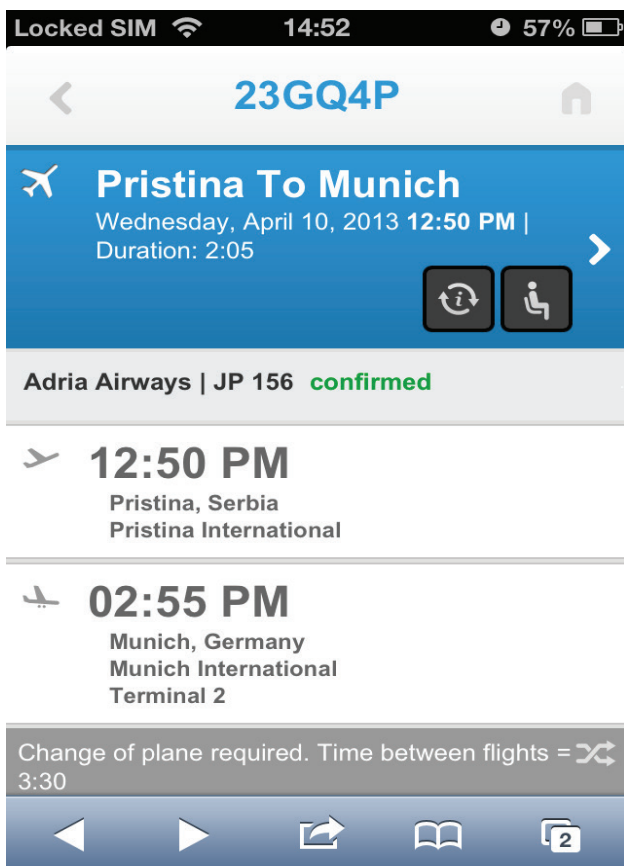 Locked SIM 14:52 57%
23GQ4P
Pristina To Munich
Wednesday, April 10, 2013 12:50 PM |
Duration: 2:05
i
Adria Airways | JP 156 confirmed
12:50 PM
Pristina, Serbia
Pristina International
02:55 PM
Munich, Germany
Munich International
Terminal 2
Change of plane required. Time between flights =
3:30
2